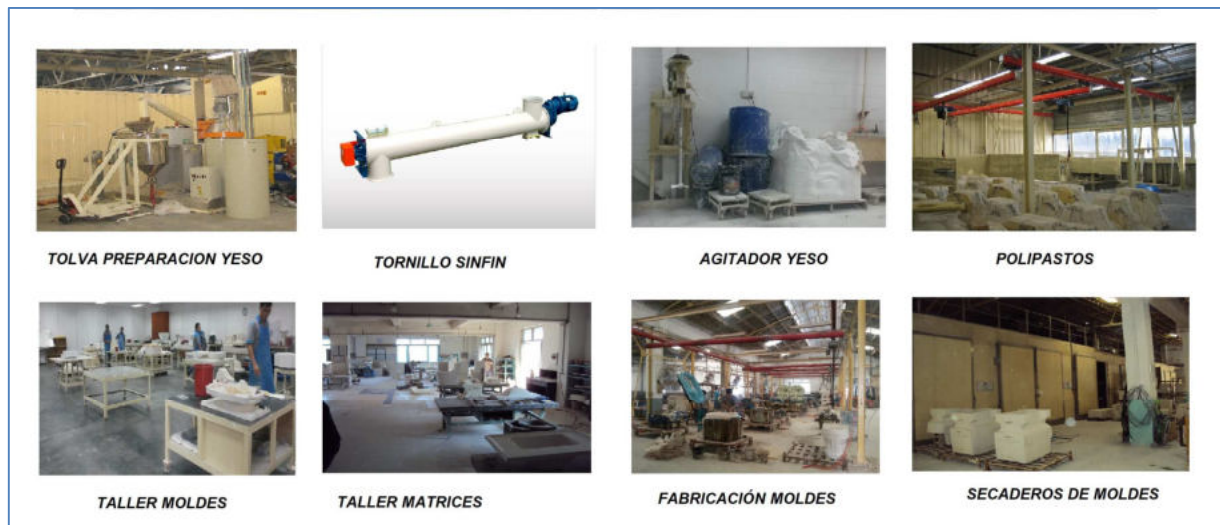 TOLVA PREPARACION YESO
TORNILLO SINFIN
AGITADOR YESO
POLIPASTOS
TALLER MOLDES
TALLER MATRICES
FABRICACIÓN MOLDES
SECADEROS DE MOLDES